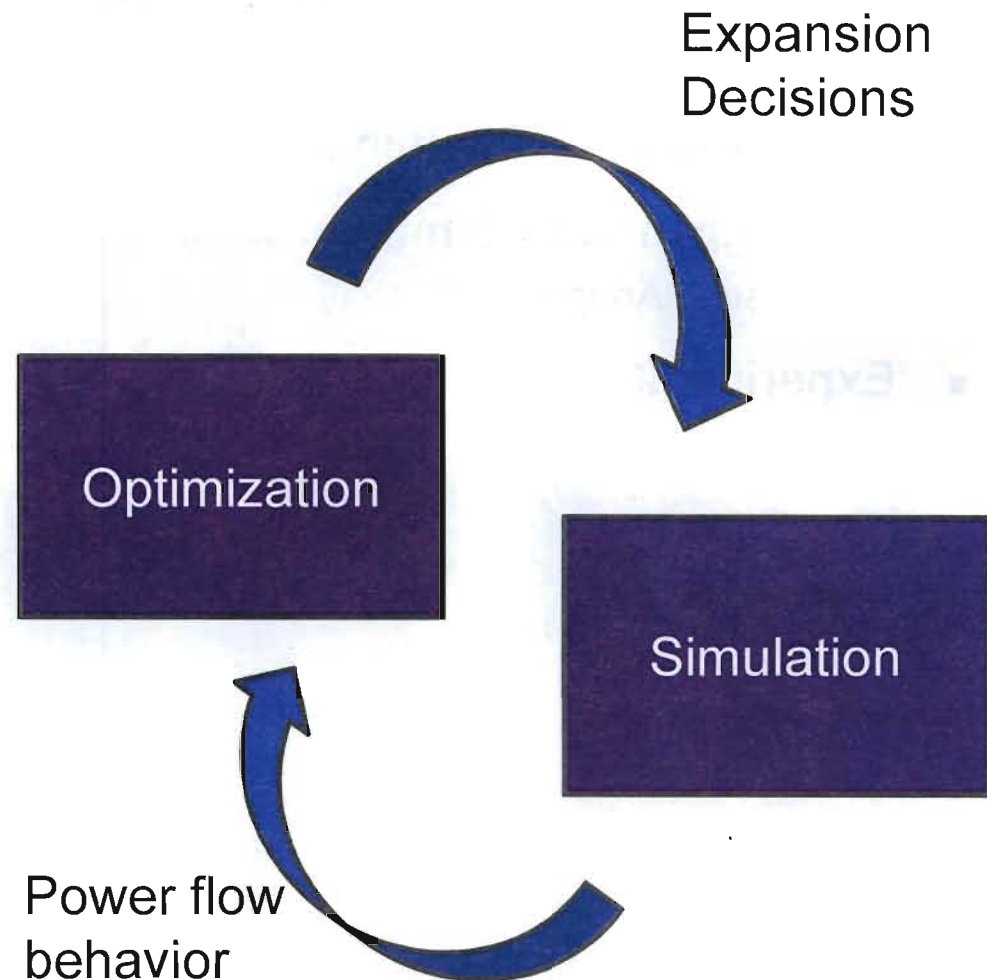 Expansion
Decisions
Optimization
Simulation
Power flow
behavior